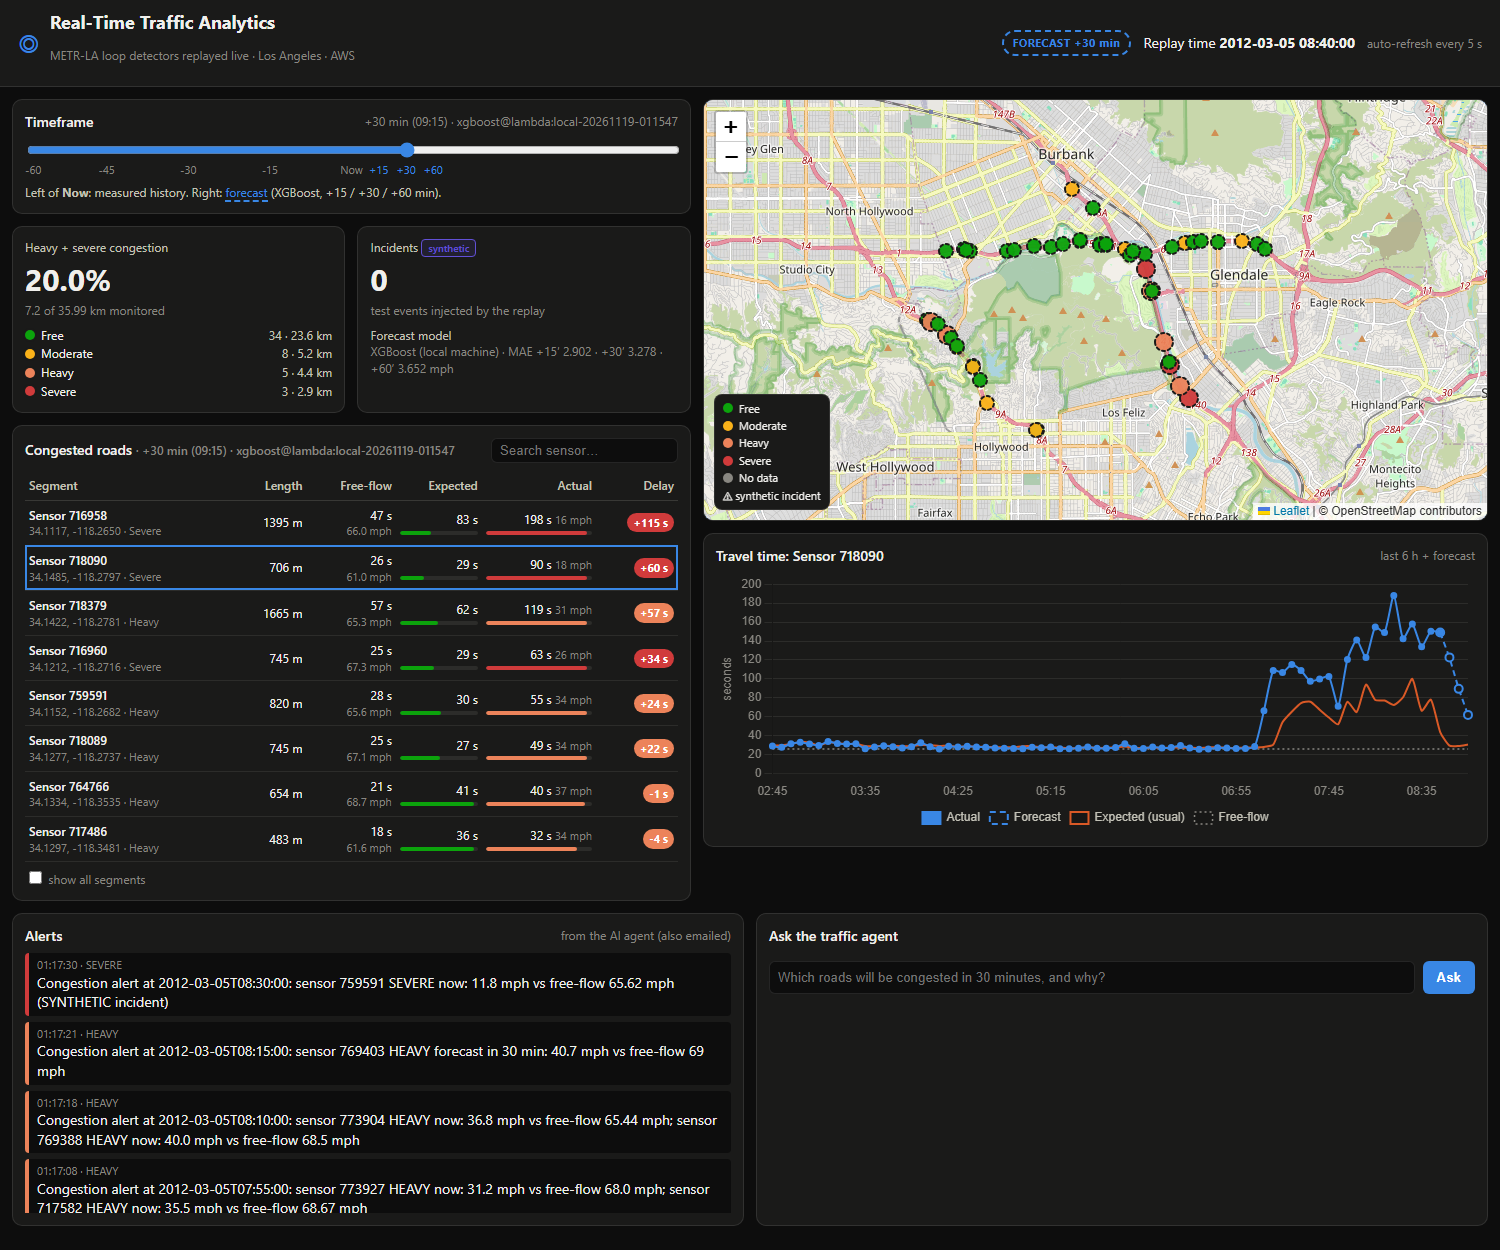 Real-Time Traffic Analytics
METR-LA loop detectors replayed live · Los Angeles · AWS
FORECAST +30 min
Replay time 2012-03-05 08:40:00
auto-refresh every 5 s
Timeframe
+30 min (09:15) · xgboost@lambda:local-20261119-011547
-60 -45 -30 -15 Now +15 +30 +60
Left of Now: measured history. Right: forecast (XGBoost, +15 / +30 / +60 min).
Heavy + severe congestion
20.0%
7.2 of 35.99 km monitored
Free 34 · 23.6 km
Moderate 8 · 5.2 km
Heavy 5 · 4.4 km
Severe 3 · 2.9 km
Incidents synthetic
0
test events injected by the replay
Forecast model
XGBoost (local machine) · MAE +15' 2.902 · +30' 3.278 ·
+60' 3.652 mph
Congested roads · +30 min (09:15) · xgboost@lambda:local-20261119-011547
Search sensor...
Segment Length Free-flow Expected Actual Delay
Sensor 716958 1395 m 47 s 83 s 198 s 16 mph +115 s
34.1117, -118.2650 · Severe 66.0 mph
Sensor 718090 706 m 26 s 29 s 90 s 18 mph +60 s
34.1485, -118.2797 · Severe 61.0 mph
Sensor 718379 1665 m 57 s 62 s 119 s 31 mph +57 s
34.1422, -118.2781 · Heavy 65.3 mph
Sensor 716960 745 m 25 s 29 s 63 s 26 mph +34 s
34.1212, -118.2716 · Severe 67.3 mph
Sensor 759591 820 m 28 s 30 s 55 s 34 mph +24 s
34.1152, -118.2682 · Heavy 65.6 mph
Sensor 718089 745 m 25 s 27 s 49 s 34 mph +22 s
34.1277, -118.2737 · Heavy 67.1 mph
Sensor 764766 654 m 21 s 41 s 40 s 37 mph -1 s
34.1334, -118.3535 · Heavy 68.7 mph
Sensor 717486 483 m 18 s 36 s 32 s 34 mph -4 s
34.1297, -118.3481 · Heavy 61.6 mph
show all segments
+
−
147B
22A
21A
ey Glen
Burbank
North Hollywood
Studio City
Glendale
Eagle Rock
12A
Los Feliz
Highland Park
Hollywood
West Hollywood
Montecito
Heights
Fairfax
Echo Park
9A
8A
6A
138
26A
Free
Moderate
Heavy
Severe
No data
⚠ synthetic incident
Leaflet | © OpenStreetMap contributors
Travel time: Sensor 718090
last 6 h + forecast
seconds
200
180
160
140
120
100
80
60
40
20
0
02:45 03:35 04:25 05:15 06:05 06:55 07:45 08:35
Actual Forecast Expected (usual) Free-flow
Alerts
from the AI agent (also emailed)
01:17:30 · SEVERE
Congestion alert at 2012-03-05T08:30:00: sensor 759591 SEVERE now: 11.8 mph vs free-flow 65.62 mph
(SYNTHETIC incident)
01:17:21 · HEAVY
Congestion alert at 2012-03-05T08:15:00: sensor 769403 HEAVY forecast in 30 min: 40.7 mph vs free-flow 69
mph
01:17:18 · HEAVY
Congestion alert at 2012-03-05T08:10:00: sensor 773904 HEAVY now: 36.8 mph vs free-flow 65.44 mph; sensor
769388 HEAVY now: 40.0 mph vs free-flow 68.5 mph
01:17:08 · HEAVY
Congestion alert at 2012-03-05T07:55:00: sensor 773927 HEAVY now: 31.2 mph vs free-flow 68.0 mph; sensor
717582 HEAVY now: 35.5 mph vs free-flow 68.67 mph
Ask the traffic agent
Which roads will be congested in 30 minutes, and why?
Ask